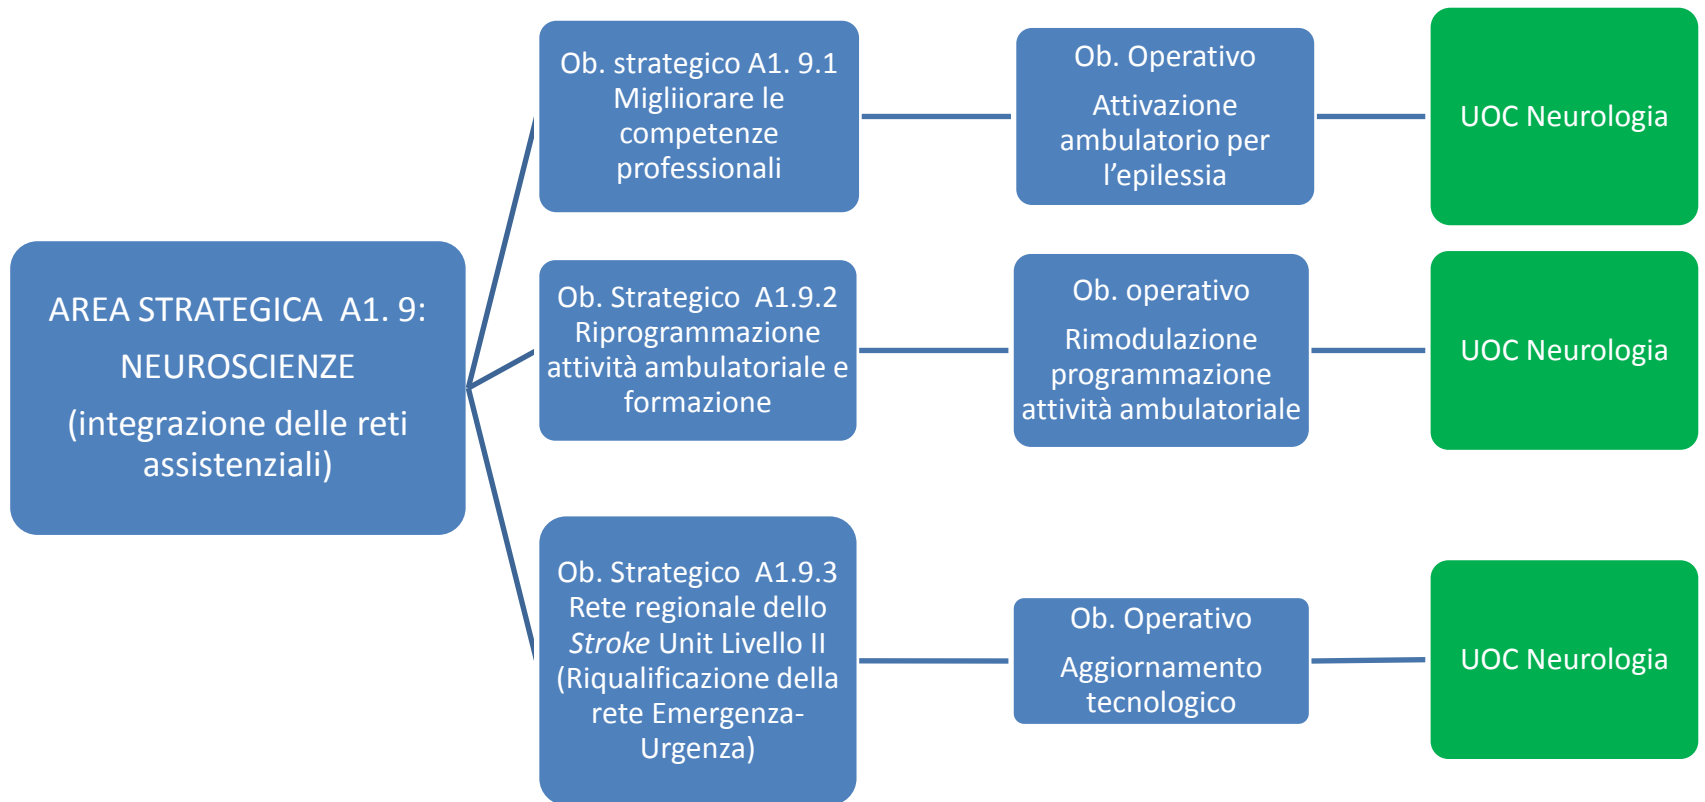 AREA STRATEGICA A1. 9:
NEUROSCIENZE
(integrazione delle reti
assistenziali)
Ob. strategico A1. 9.1
Migliiorare le
competenze
professionali
Ob. Operativo
Attivazione
ambulatorio per
l’epilessia
UOC Neurologia
Ob. Strategico A1.9.2
Riprogrammazione
attività ambulatoriale e
formazione
Ob. operativo
Rimodulazione
programmazione
attività ambulatoriale
UOC Neurologia
Ob. Strategico A1.9.3
Rete regionale dello
Stroke Unit Livello II
(Riqualificazione della
rete Emergenza-
Urgenza)
Ob. Operativo
Aggiornamento
tecnologico
UOC Neurologia